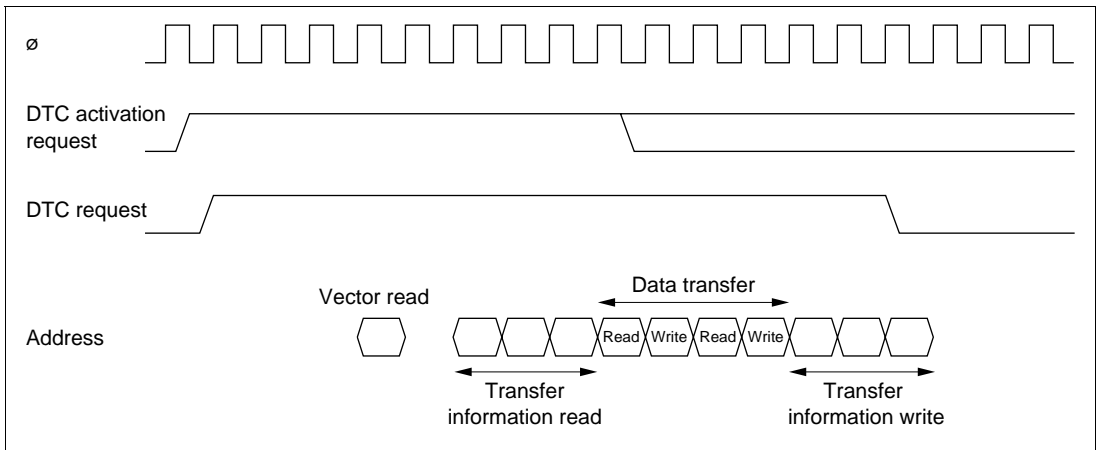 ø
DTC activation
request
DTC request
Data transfer
Vector read
Address
Read Write Read Write
Transfer
information read
Transfer
information write